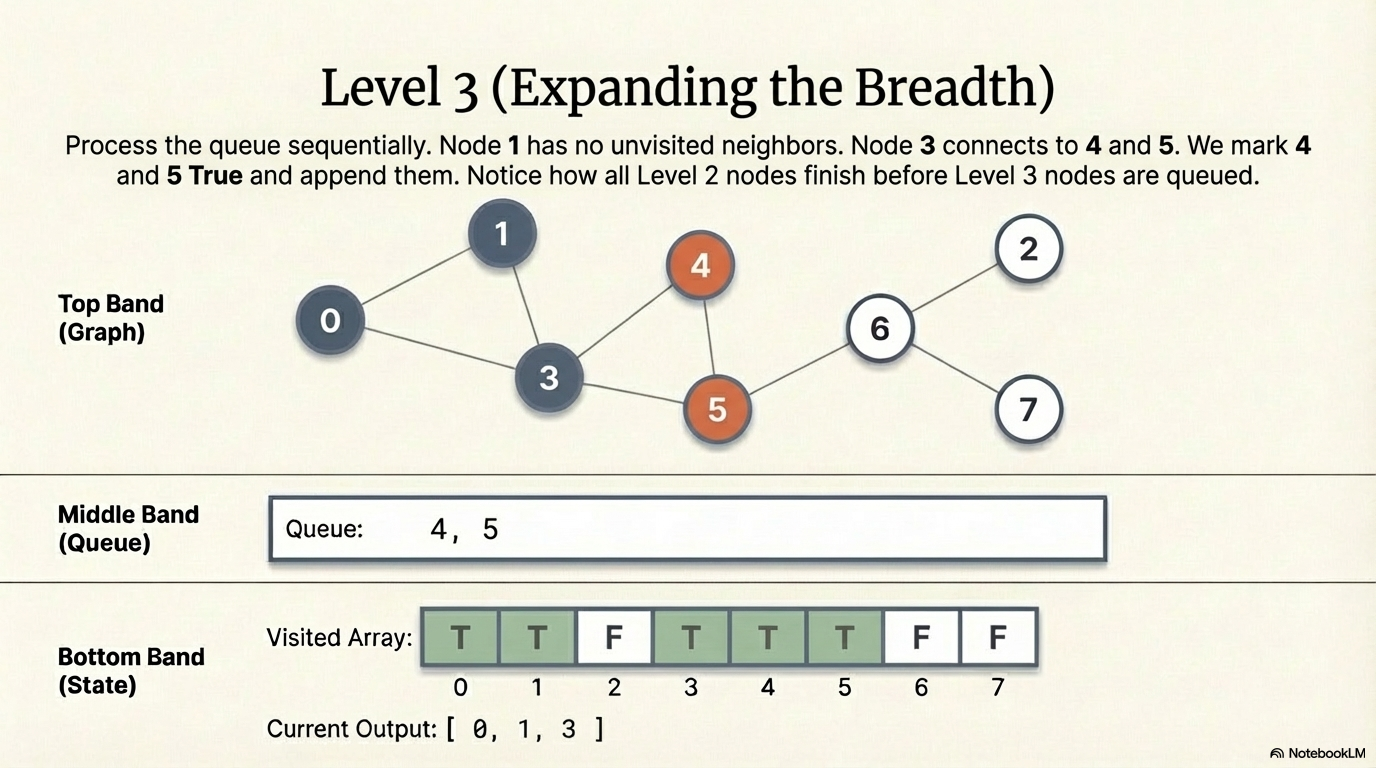 Level 3 (Expanding the Breadth)
Process the queue sequentially. Node 1 has no unvisited neighbors. Node 3 connects to 4 and 5. We mark 4
and 5 True and append them. Notice how all Level 2 nodes finish before Level 3 nodes are queued.
Top Band
(Graph)
0
1
3
4
5
6
2
7
Middle Band
(Queue)
Queue: 4, 5
Bottom Band
(State)
Visited Array: T T F T T T F F
0 1 2 3 4 5 6 7
Current Output: [ 0, 1, 3 ]
NotebookLM